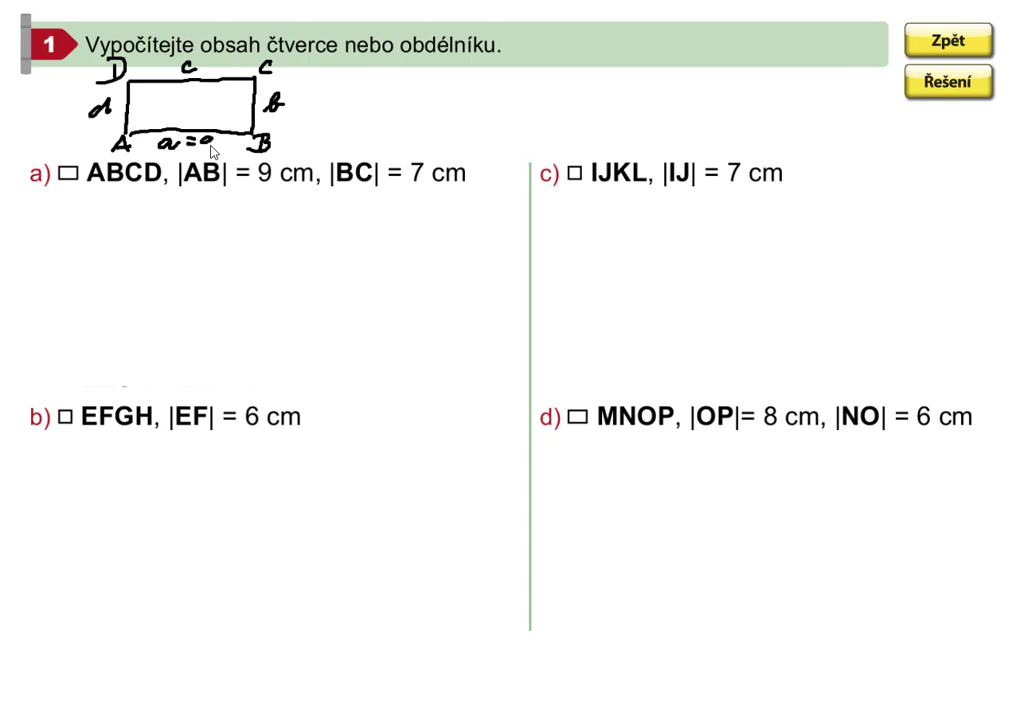 1 Vypočítejte obsah čtverce nebo obdélníku.
Zpět
Řešení
D c C
d b
A a = B
a) □ ABCD, |AB| = 9 cm, |BC| = 7 cm
b) □ EFGH, |EF| = 6 cm
c) □ IJKL, |IJ| = 7 cm
d) □ MNOP, |OP|= 8 cm, |NO| = 6 cm